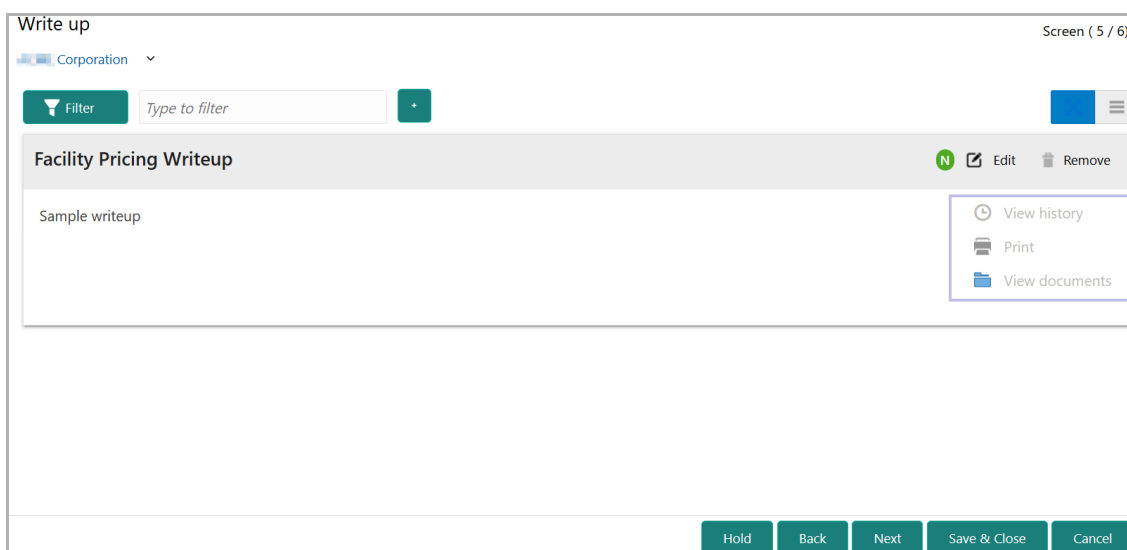 Write up
Screen ( 5 / 6)
Corporation
Filter
Type to filter
+
Facility Pricing Writeup
N
Edit
Remove
Sample writeup
View history
Print
View documents
Hold
Back
Next
Save & Close
Cancel